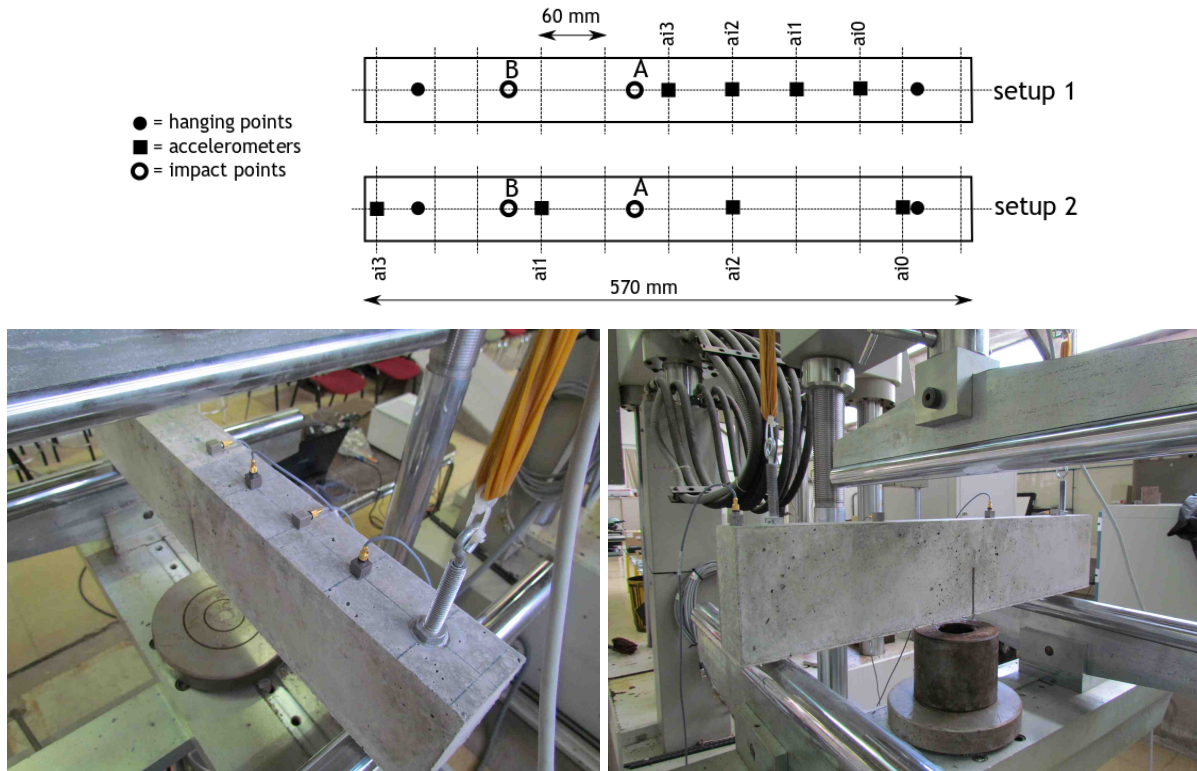 60 mm
ai3
ai2
ai1
ai0
B
A
setup 1
= hanging points
= accelerometers
= impact points
B
A
setup 2
ai3
ai1
ai2
ai0
570 mm